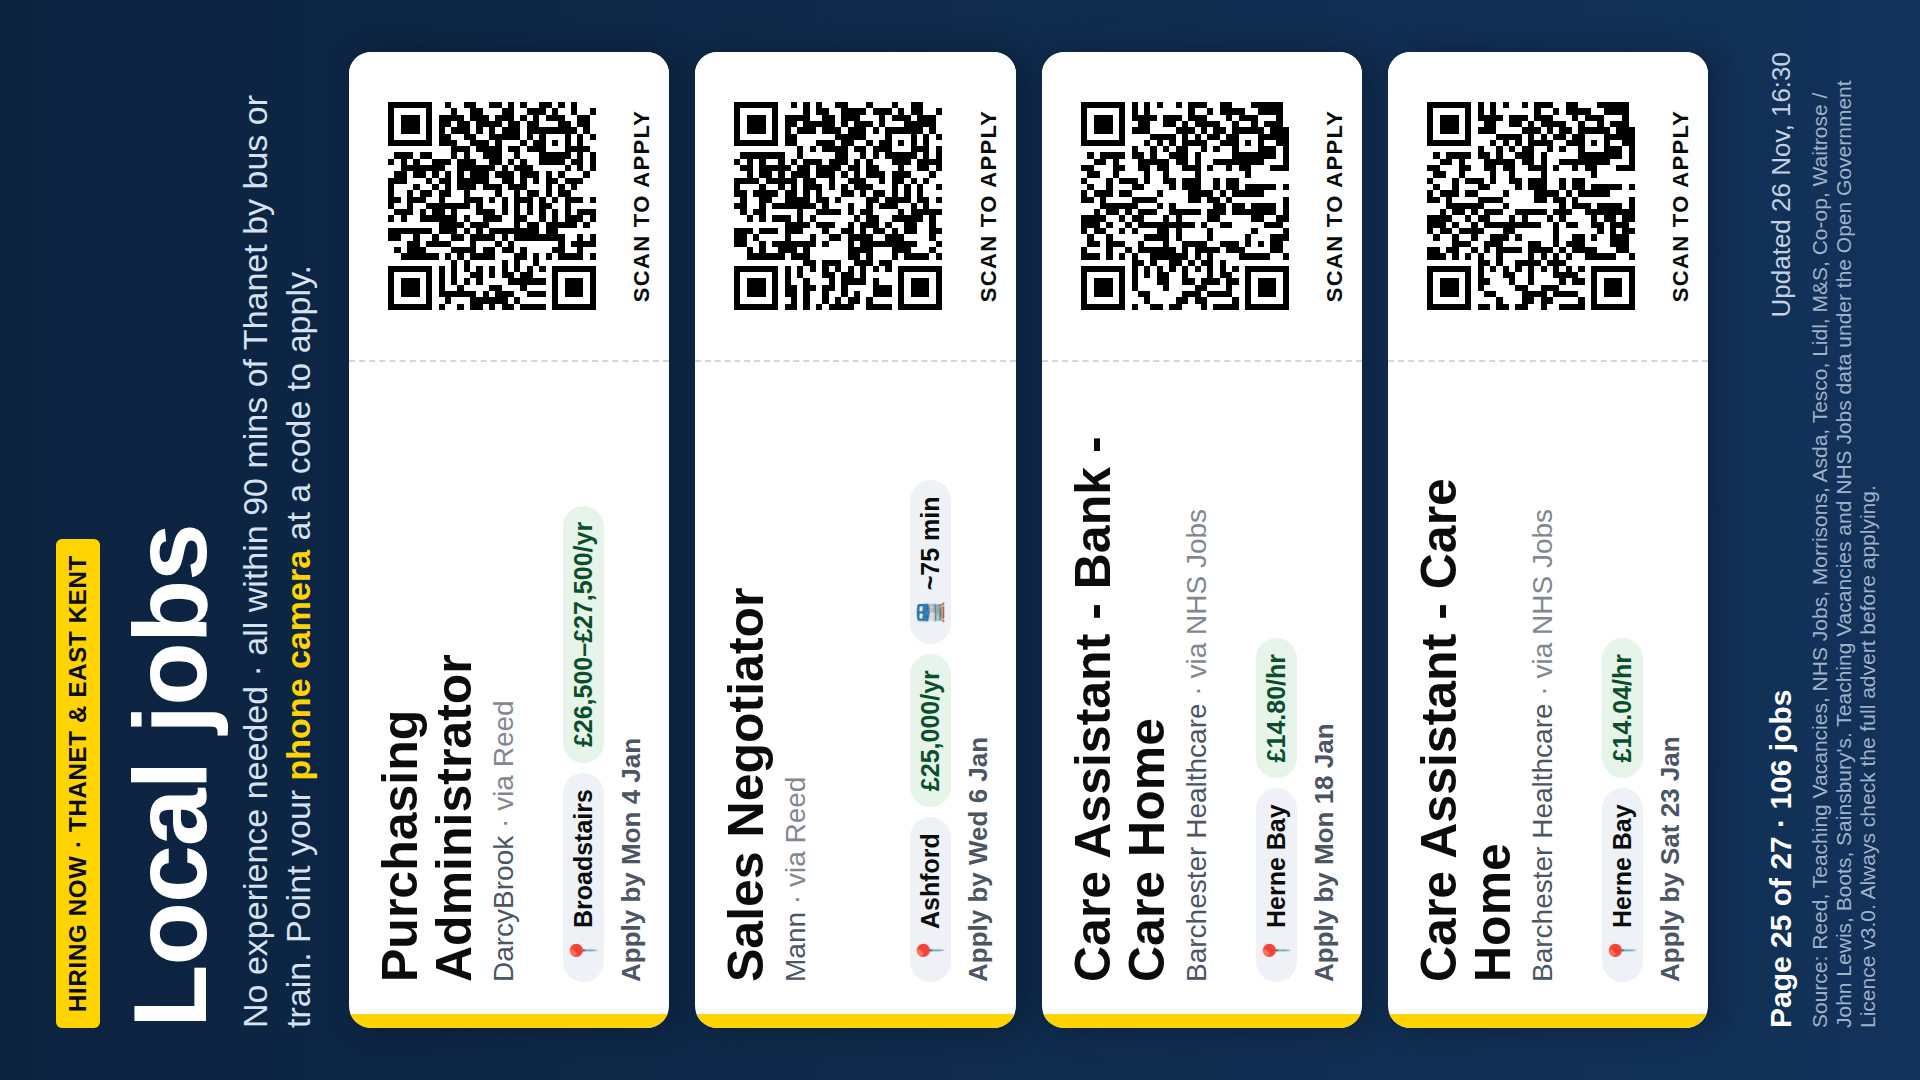 HIRING NOW · THANET & EAST KENT
Local jobs
No experience needed · all within 90 mins of Thanet by bus or
train. Point your phone camera at a code to apply.
Purchasing
Administrator
DarcyBrook · via Reed
📍 Broadstairs £26,500–£27,500/yr
Apply by Mon 4 Jan
SCAN TO APPLY
Sales Negotiator
Mann · via Reed
📍 Ashford £25,000/yr 🚆 ~75 min
Apply by Wed 6 Jan
SCAN TO APPLY
Care Assistant - Bank -
Care Home
Barchester Healthcare · via NHS Jobs
📍 Herne Bay £14.80/hr
Apply by Mon 18 Jan
SCAN TO APPLY
Care Assistant - Care
Home
Barchester Healthcare · via NHS Jobs
📍 Herne Bay £14.04/hr
Apply by Sat 23 Jan
SCAN TO APPLY
Page 25 of 27 · 106 jobs
Updated 26 Nov, 16:30
Source: Reed, Teaching Vacancies, NHS Jobs, Morrisons, Asda, Tesco, Lidl, M&S, Co-op, Waitrose /
John Lewis, Boots, Sainsbury's. Teaching Vacancies and NHS Jobs data under the Open Government
Licence v3.0. Always check the full advert before applying.